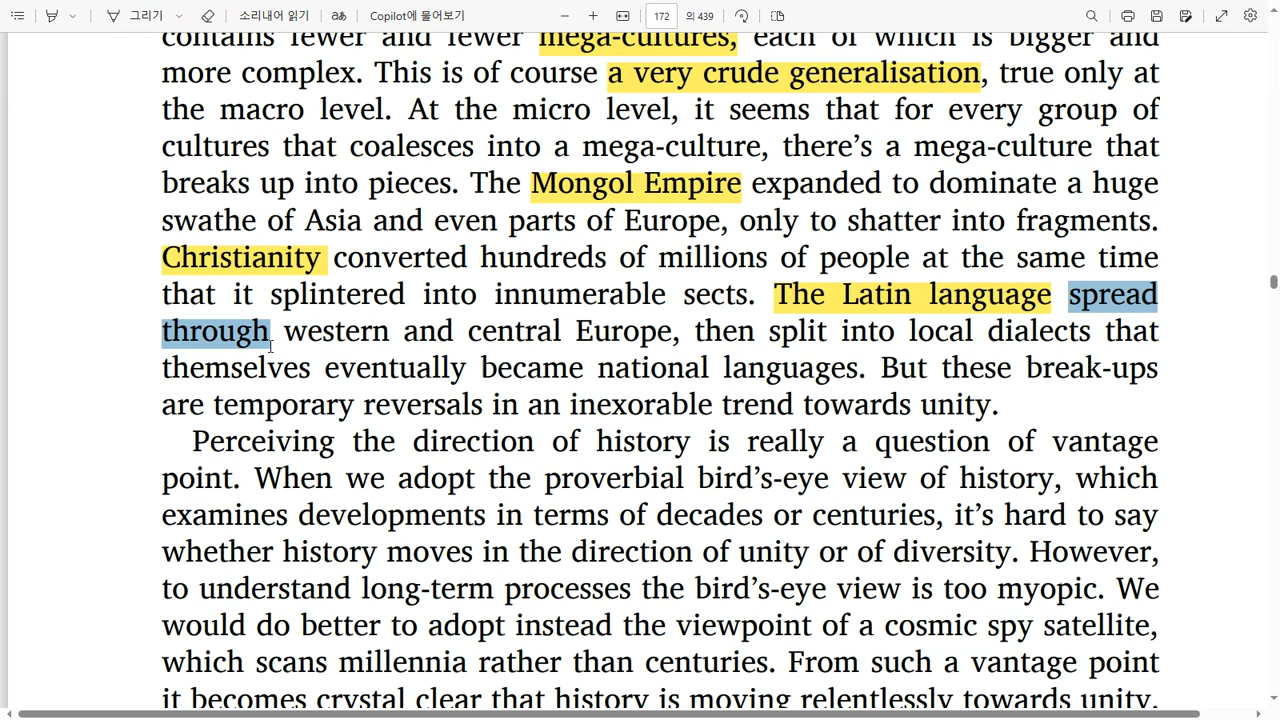 그리기 소리내어 읽기 aあ Copilot에 물어보기 172 의 439
contains fewer and fewer mega-cultures, each of which is bigger and
more complex. This is of course a very crude generalisation, true only at
the macro level. At the micro level, it seems that for every group of
cultures that coalesces into a mega-culture, there’s a mega-culture that
breaks up into pieces. The Mongol Empire expanded to dominate a huge
swathe of Asia and even parts of Europe, only to shatter into fragments.
Christianity converted hundreds of millions of people at the same time
that it splintered into innumerable sects. The Latin language spread
through western and central Europe, then split into local dialects that
themselves eventually became national languages. But these break-ups
are temporary reversals in an inexorable trend towards unity.
Perceiving the direction of history is really a question of vantage
point. When we adopt the proverbial bird’s-eye view of history, which
examines developments in terms of decades or centuries, it’s hard to say
whether history moves in the direction of unity or of diversity. However,
to understand long-term processes the bird’s-eye view is too myopic. We
would do better to adopt instead the viewpoint of a cosmic spy satellite,
which scans millennia rather than centuries. From such a vantage point
it becomes crystal clear that history is moving relentlessly towards unity.